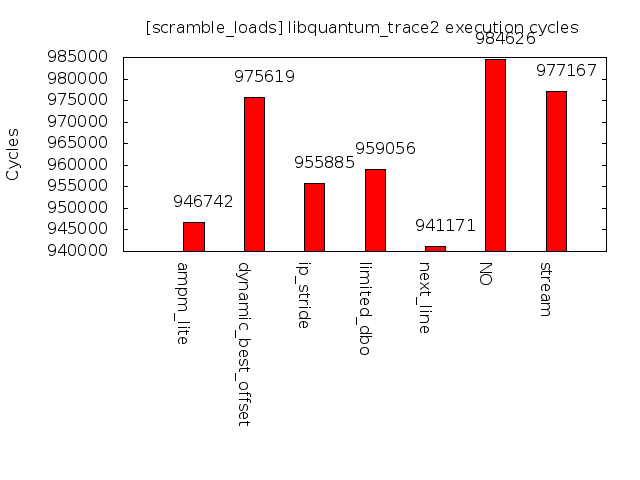 [scramble_loads] libquantum_trace2 execution cycles
Cycles
985000
980000
975000
970000
965000
960000
955000
950000
945000
940000
946742
975619
955885
959056
941171
984626
977167
ampm_lite
dynamic_best_offset
ip_stride
limited_dbo
next_line
NO
stream